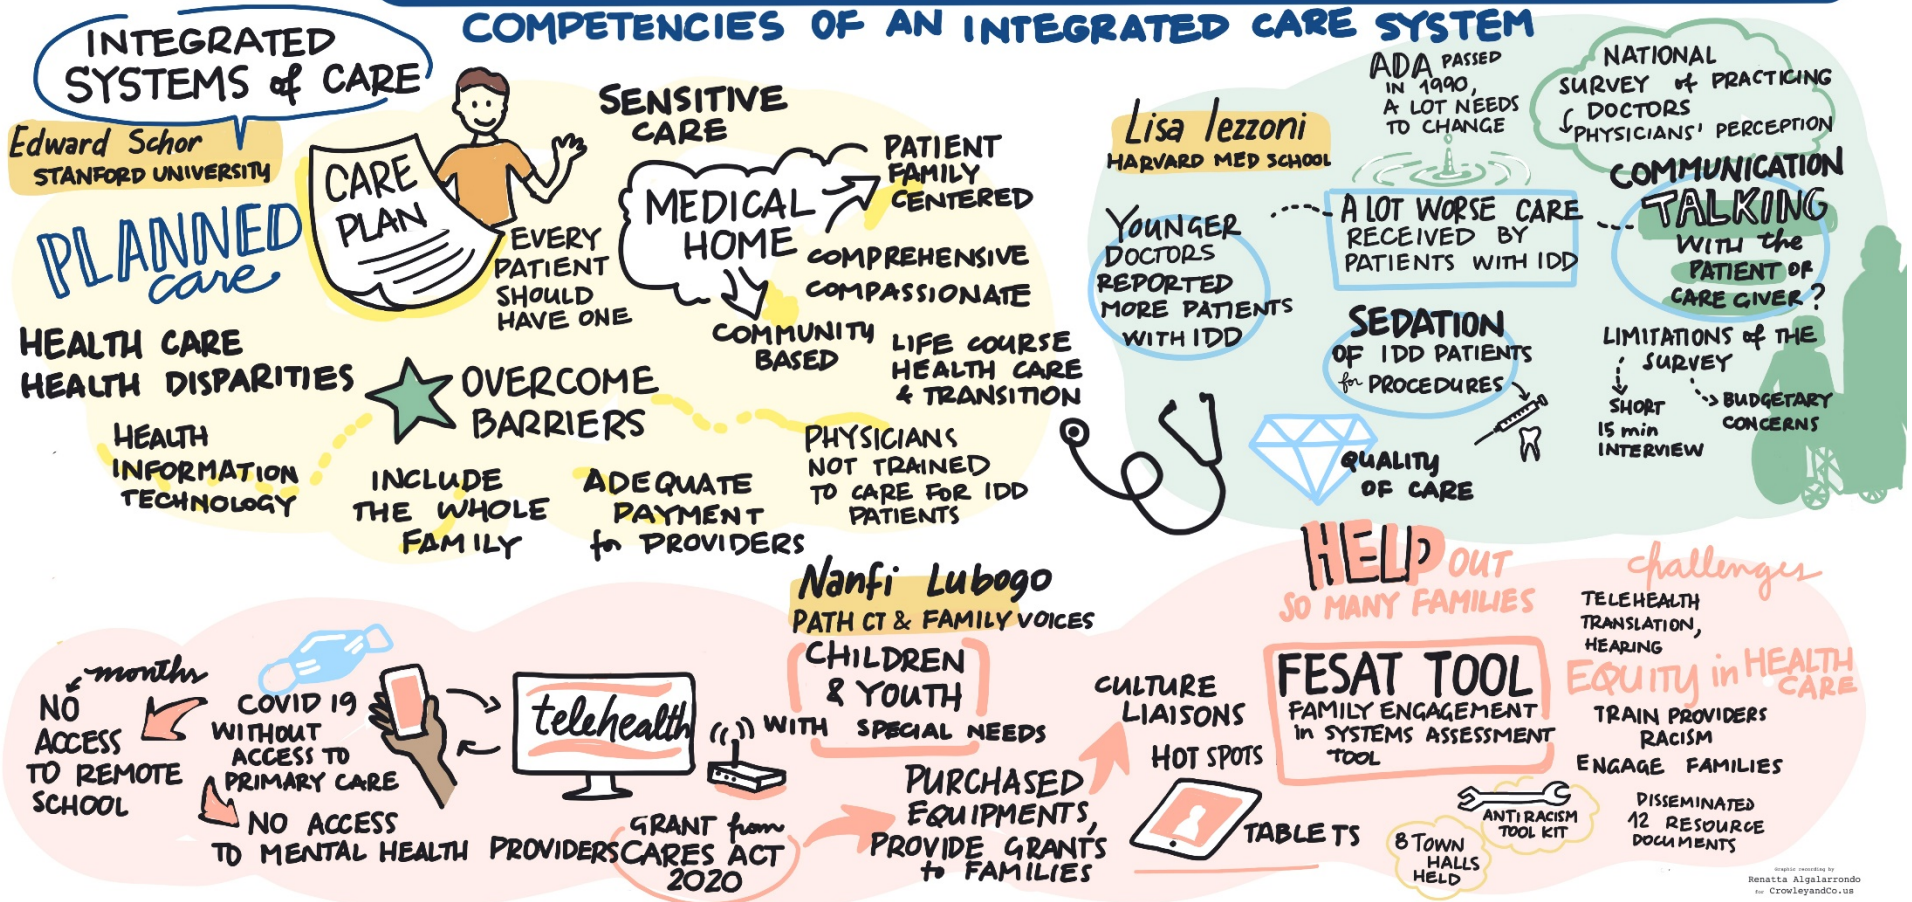 COMPETENCIES OF AN INTEGRATED CARE SYSTEM
INTEGRATED
SYSTEMS of CARE
Edward Schor
STANFORD UNIVERSITY
PLANNED
care
CARE
PLAN
EVERY
PATIENT
SHOULD
HAVE ONE
SENSITIVE
CARE
MEDICAL
HOME
PATIENT
FAMILY
CENTERED
COMPREHENSIVE
COMPASSIONATE
COMMUNITY
BASED
LIFE COURSE
HEALTH CARE
& TRANSITION
HEALTH CARE
HEALTH DISPARITIES
OVERCOME
BARRIERS
HEALTH
INFORMATION
TECHNOLOGY
INCLUDE
THE WHOLE
FAMILY
ADEQUATE
PAYMENT
for PROVIDERS
PHYSICIANS
NOT TRAINED
TO CARE FOR IDD
PATIENTS
Lisa Iezzoni
HARVARD MED SCHOOL
ADA PASSED
IN 1990,
A LOT NEEDS
TO CHANGE
NATIONAL
SURVEY of PRACTICING
DOCTORS
PHYSICIANS' PERCEPTION
YOUNGER
DOCTORS
REPORTED
MORE PATIENTS
WITH IDD
A LOT WORSE CARE
RECEIVED BY
PATIENTS WITH IDD
COMMUNICATION
TALKING
WITH the
PATIENT OR
CARE GIVER?
SEDATION
OF IDD PATIENTS
for PROCEDURES
QUALITY
OF CARE
LIMITATIONS of THE
SURVEY
SHORT
15 min
INTERVIEW
BUDGETARY
CONCERNS
Nanfi Lubogo
PATH CT & FAMILY VOICES
CHILDREN
& YOUTH
WITH SPECIAL NEEDS
months
NO
ACCESS
TO REMOTE
SCHOOL
COVID 19
WITHOUT
ACCESS TO
PRIMARY CARE
NO ACCESS
TO MENTAL HEALTH PROVIDERS
telehealth
GRANT from
CARES ACT
2020
PURCHASED
EQUIPMENTS,
PROVIDE GRANTS
to FAMILIES
CULTURE
LIAISONS
HOT SPOTS
TABLETS
HELP OUT
SO MANY FAMILIES
FESAT TOOL
FAMILY ENGAGEMENT
in SYSTEMS ASSESSMENT
TOOL
8 TOWN
HALLS
HELD
ANTI RACISM
TOOL KIT
challenges
TELEHEALTH
TRANSLATION,
HEARING
EQUITY in HEALTH
CARE
TRAIN PROVIDERS
RACISM
ENGAGE FAMILIES
DISSEMINATED
12 RESOURCE
DOCUMENTS
Graphic recording by
Renatta Algalarrondo
for CrowleyandCo.us